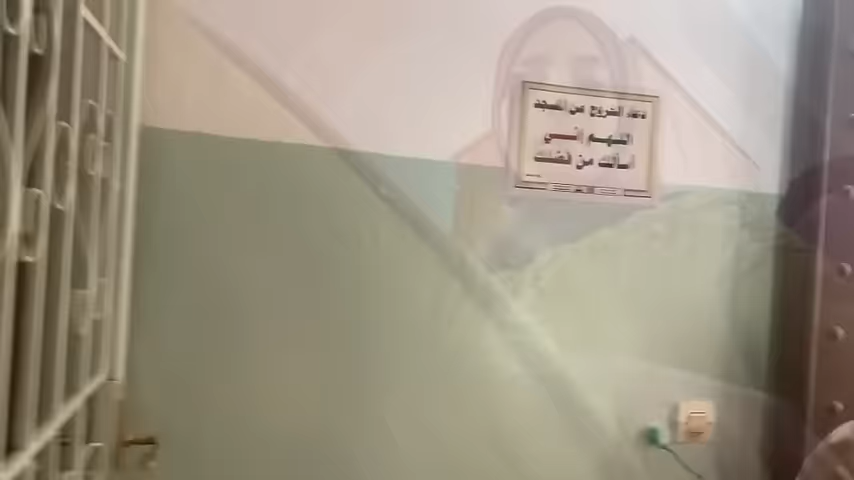 دعاء الخروج من المسجد
اللهم إني
أسألك من فضلك